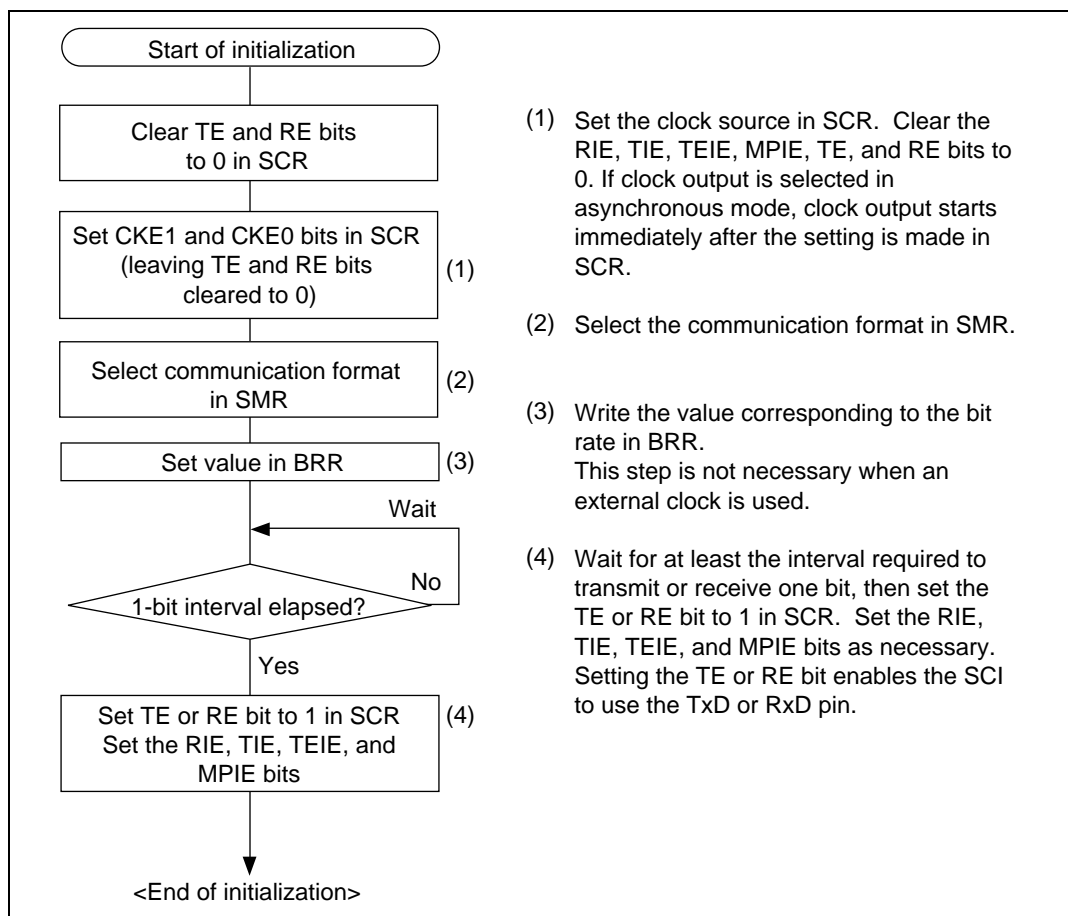 Start of initialization
Clear TE and RE bits
to 0 in SCR
Set CKE1 and CKE0 bits in SCR
(leaving TE and RE bits
cleared to 0)
(1)
Select communication format
in SMR
(2)
Set value in BRR
(3)
Wait
No
1-bit interval elapsed?
Yes
Set TE or RE bit to 1 in SCR
Set the RIE, TIE, TEIE, and
MPIE bits
(4)
<End of initialization>
(1) Set the clock source in SCR. Clear the
RIE, TIE, TEIE, MPIE, TE, and RE bits to
0. If clock output is selected in
asynchronous mode, clock output starts
immediately after the setting is made in
SCR.
(2) Select the communication format in SMR.
(3) Write the value corresponding to the bit
rate in BRR.
This step is not necessary when an
external clock is used.
(4) Wait for at least the interval required to
transmit or receive one bit, then set the
TE or RE bit to 1 in SCR. Set the RIE,
TIE, TEIE, and MPIE bits as necessary.
Setting the TE or RE bit enables the SCI
to use the TxD or RxD pin.